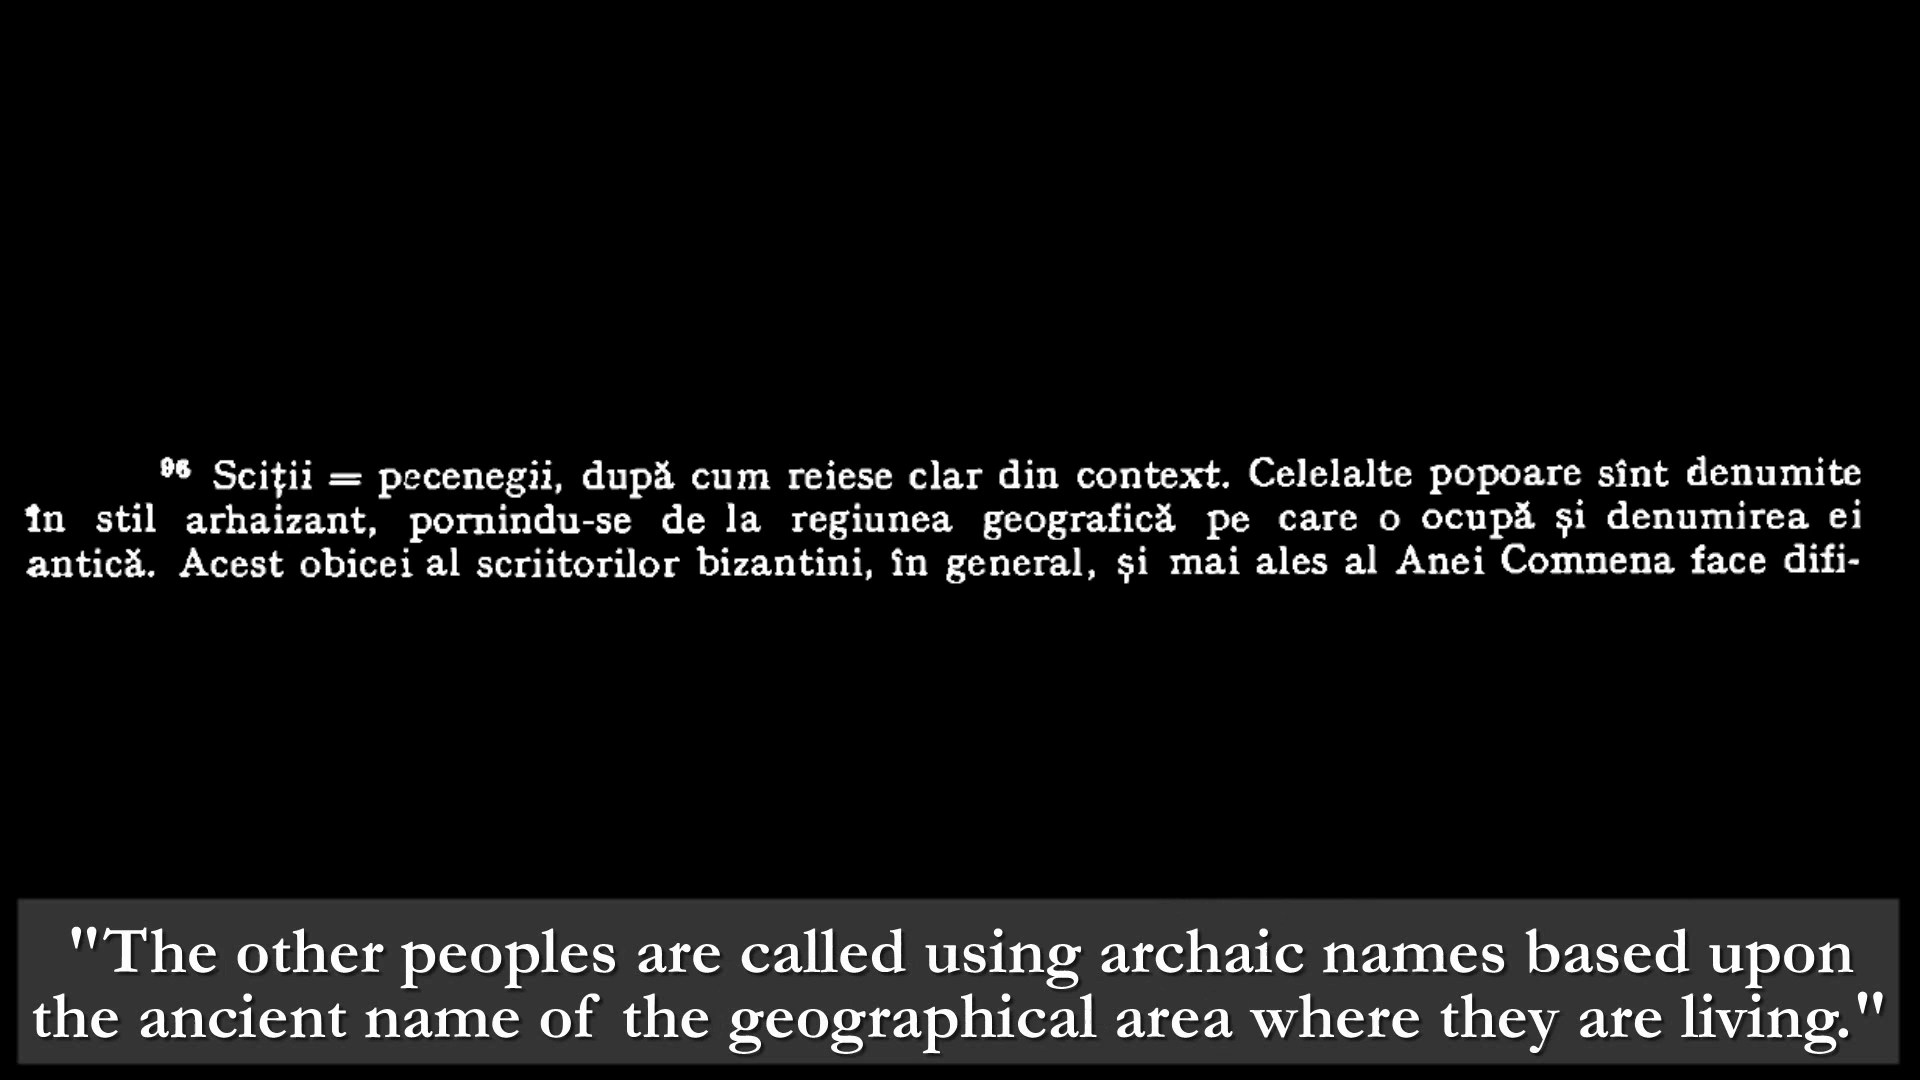 96 Sciţii = pecenegii, după cum reiese clar din context. Celelalte popoare sînt denumite
în stil arhaizant, pornindu-se de la regiunea geografică pe care o ocupă şi denumirea ei
antică. Acest obicei al scriitorilor bizantini, în general, şi mai ales al Anei Comnena face difi-
"The other peoples are called using archaic names based upon
the ancient name of the geographical area where they are living."